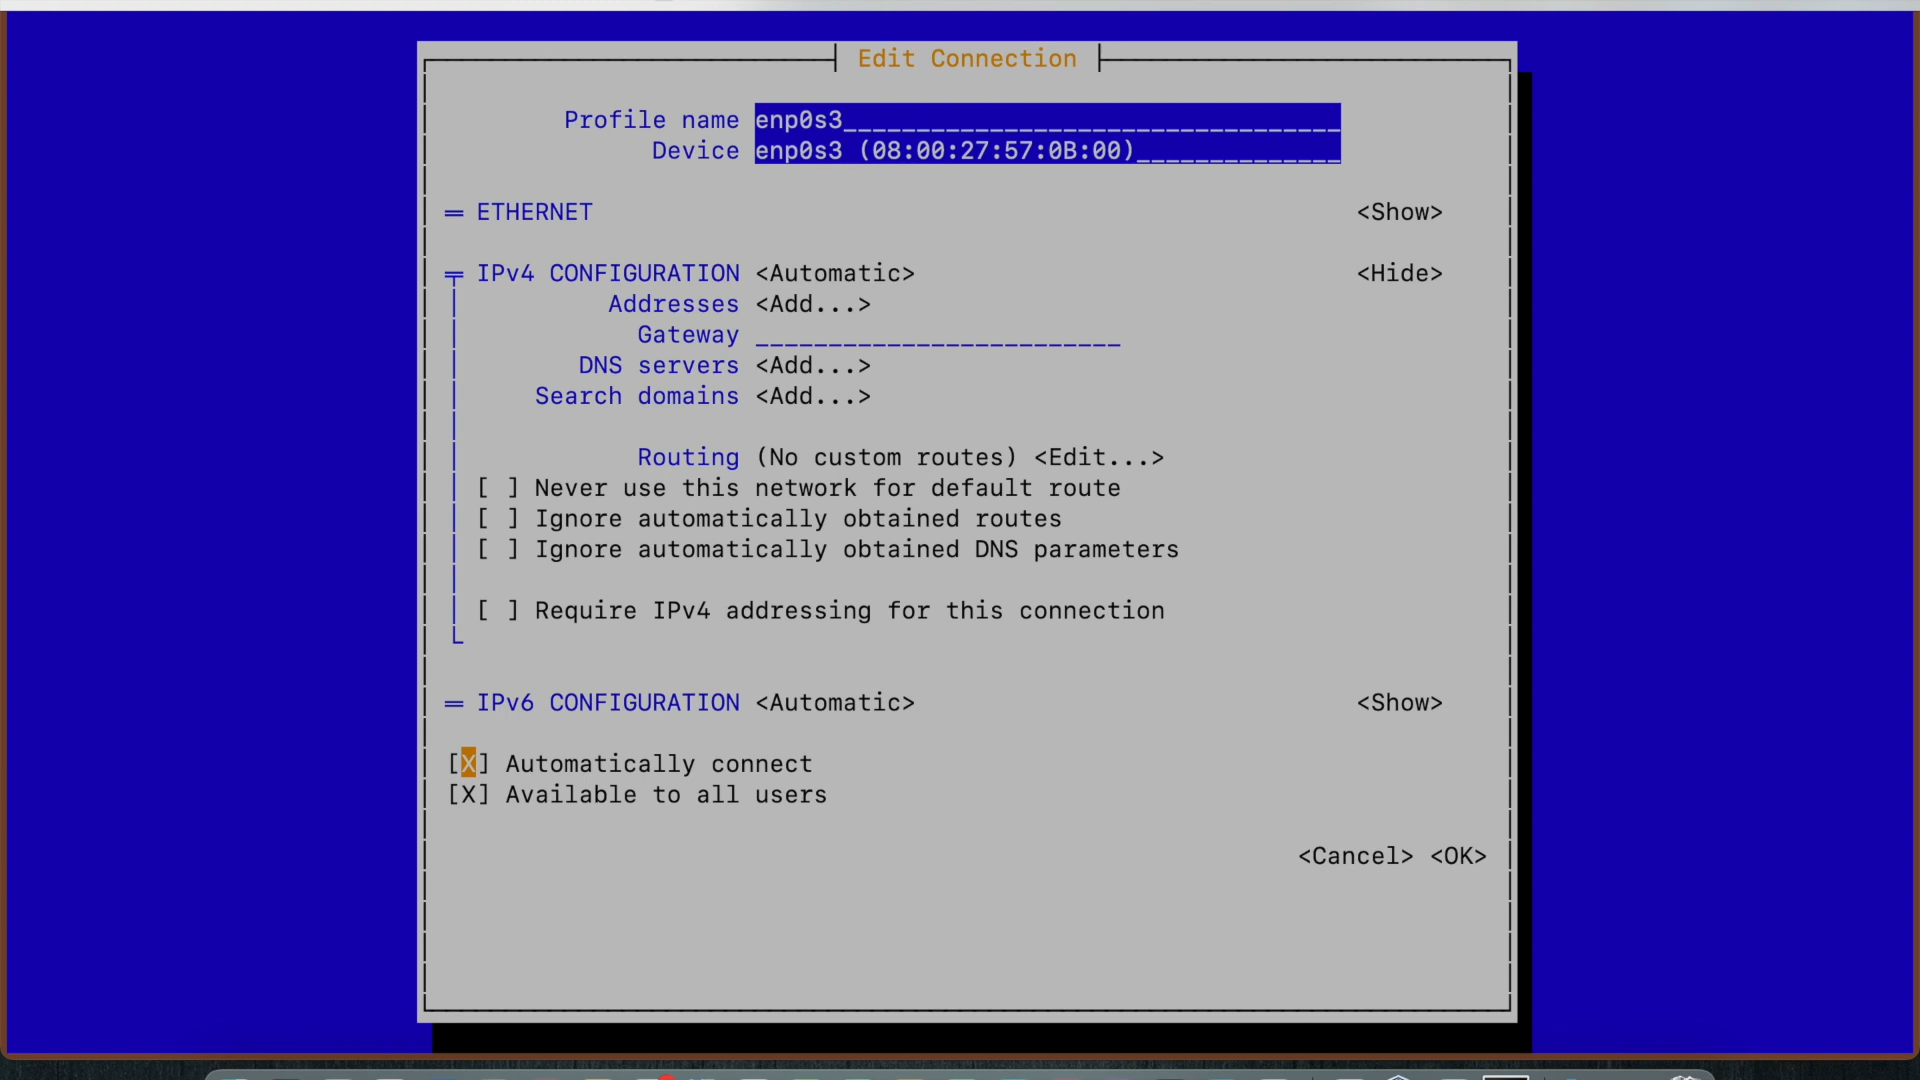 Edit Connection
Profile name enp0s3_________________________________
Device enp0s3 (08:00:27:57:0B:00)______________
= ETHERNET <Show>
╤ IPv4 CONFIGURATION <Automatic> <Hide>
Addresses <Add...>
Gateway _________________________
DNS servers <Add...>
Search domains <Add...>
Routing (No custom routes) <Edit...>
[ ] Never use this network for default route
[ ] Ignore automatically obtained routes
[ ] Ignore automatically obtained DNS parameters
[ ] Require IPv4 addressing for this connection
= IPv6 CONFIGURATION <Automatic> <Show>
[X] Automatically connect
[X] Available to all users
<Cancel> <OK>